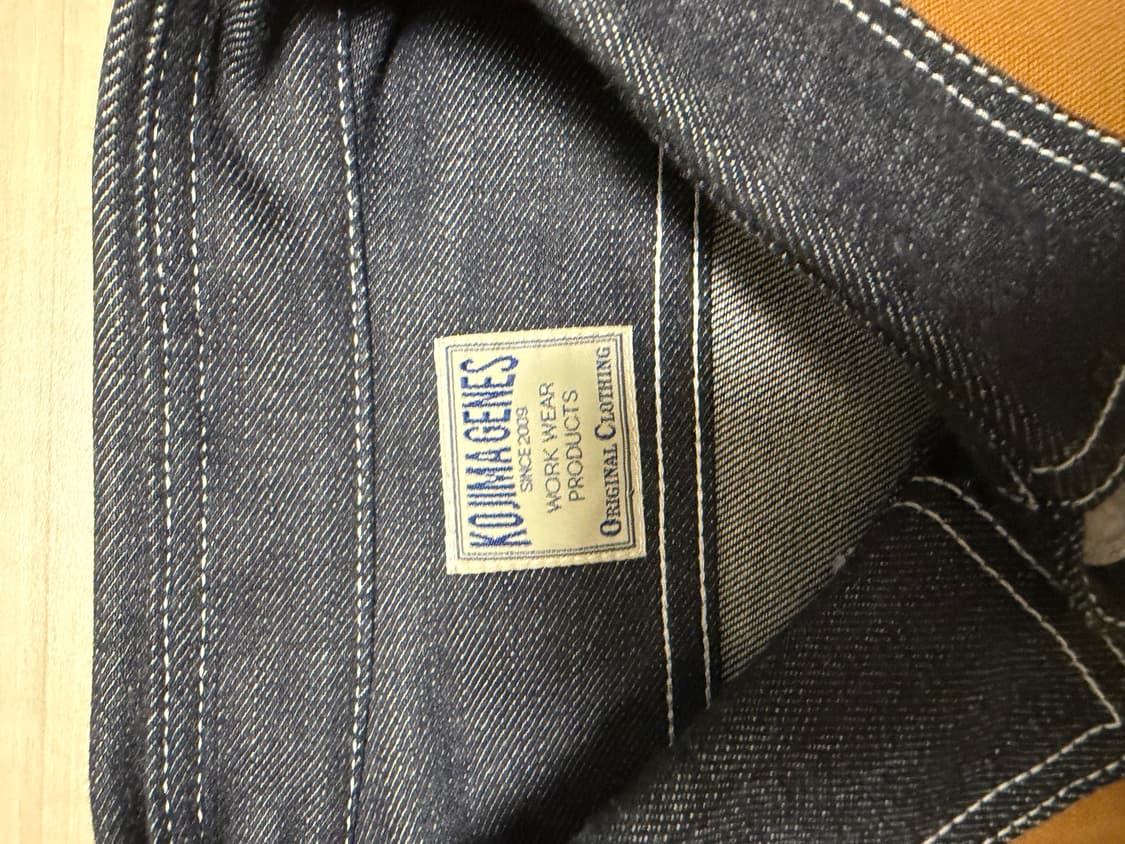 KOJIMA GENES
SINCE 2009
WORK WEAR
PRODUCTS
ORIGINAL CLOTHING